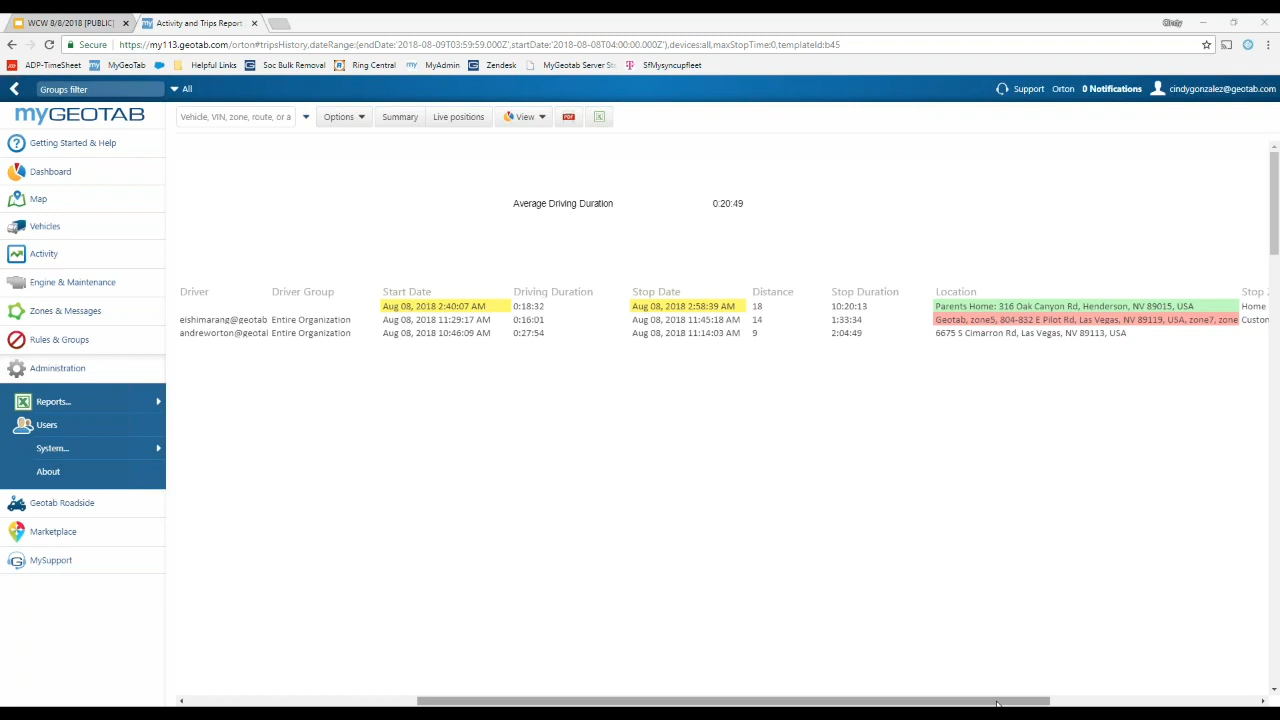 WCW 8/8/2018 [PUBLIC]
Activity and Trips Report
Cindy
Secure
https://my113.geotab.com/orton#tripsHistory,dateRange:(endDate:'2018-08-09T03:59:59.000Z',startDate:'2018-08-08T04:00:00.000Z'),devices:all,maxStopTime:0,templateId:b45
ADP-TimeSheet MyGeoTab Helpful Links Soc Bulk Removal Ring Central MyAdmin Zendesk MyGeotab Server St SfMysyncupfleet
Groups filter All Support Orton 0 Notifications cindygonzalez@geotab.com
myGEOTAB
Vehicle, VIN, zone, route, or a Options Summary Live positions View PDF
Getting Started & Help
Dashboard
Map
Vehicles
Activity
Engine & Maintenance
Zones & Messages
Rules & Groups
Administration
Reports...
Users
System...
About
Geotab Roadside
Marketplace
MySupport
Average Driving Duration 0:20:49
Driver Driver Group Start Date Driving Duration Stop Date Distance Stop Duration Location Stop Z
Aug 08, 2018 2:40:07 AM 0:18:32 Aug 08, 2018 2:58:39 AM 18 10:20:13 Parents Home: 316 Oak Canyon Rd, Henderson, NV 89015, USA Home
eishimarang@geotab Entire Organization Aug 08, 2018 11:29:17 AM 0:16:01 Aug 08, 2018 11:45:18 AM 14 1:33:34 Geotab, zone5, 804-832 E Pilot Rd, Las Vegas, NV 89119, USA, zone7, zone Custon
andreworton@geotal Entire Organization Aug 08, 2018 10:46:09 AM 0:27:54 Aug 08, 2018 11:14:03 AM 9 2:04:49 6675 S Cimarron Rd, Las Vegas, NV 89113, USA